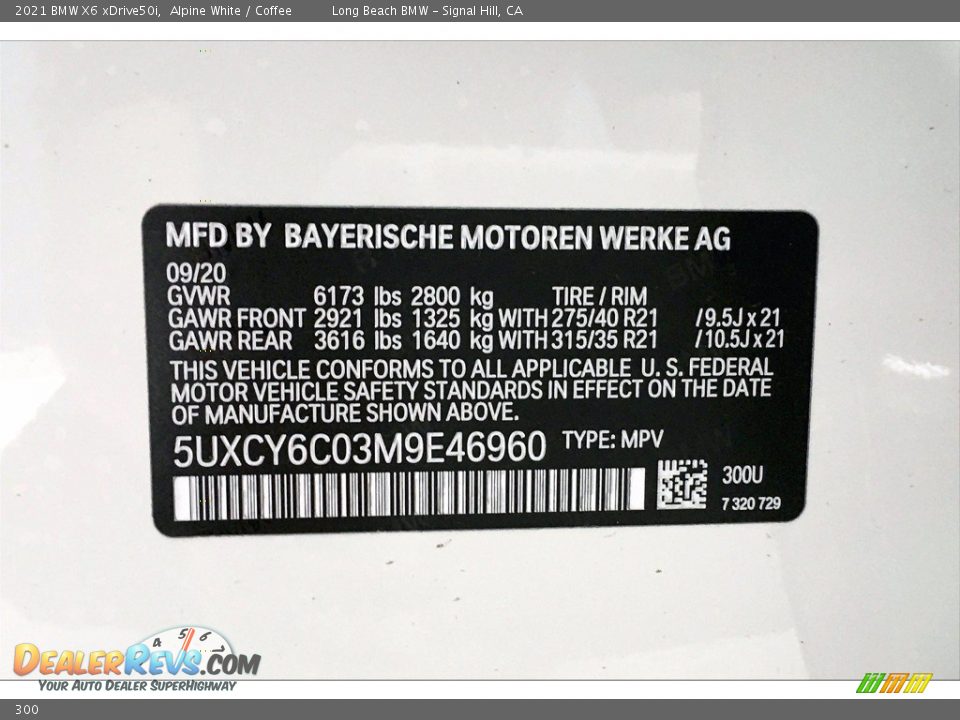 2021 BMW X6 xDrive50i, Alpine White / Coffee Long Beach BMW – Signal Hill, CA
MFD BY BAYERISCHE MOTOREN WERKE AG
09/20
GVWR 6173 lbs 2800 kg TIRE / RIM
GAWR FRONT 2921 lbs 1325 kg WITH 275/40 R21 /9.5J x 21
GAWR REAR 3616 lbs 1640 kg WITH 315/35 R21 /10.5J x 21
THIS VEHICLE CONFORMS TO ALL APPLICABLE U. S. FEDERAL
MOTOR VEHICLE SAFETY STANDARDS IN EFFECT ON THE DATE
OF MANUFACTURE SHOWN ABOVE.
5UXCY6C03M9E46960 TYPE: MPV
300U
7 320 729
4 5 6 7
DEALERREVS.COM
YOUR AUTO DEALER SUPERHIGHWAY
300